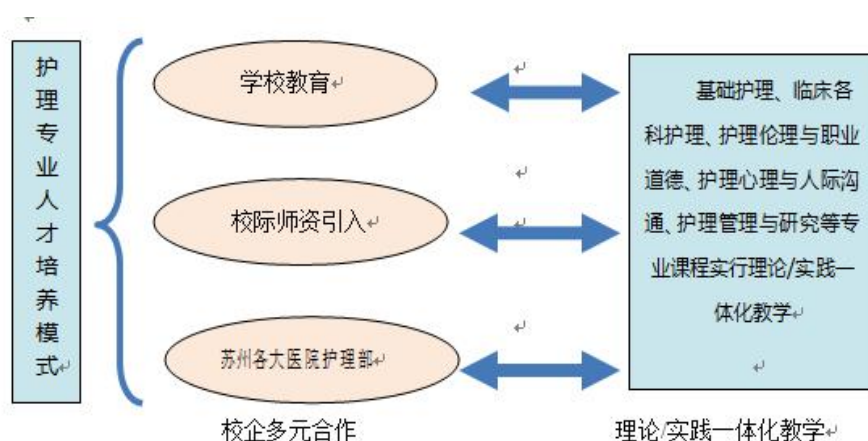 护理专业人才培养模式
学校教育
校际师资引入
苏州各大医院护理部
基础护理、临床各
科护理、护理伦理与职业
道德、护理心理与人际沟
通、护理管理与研究等专
业课程实行理论/实践一
体化教学
校企多元合作
理论/实践一体化教学